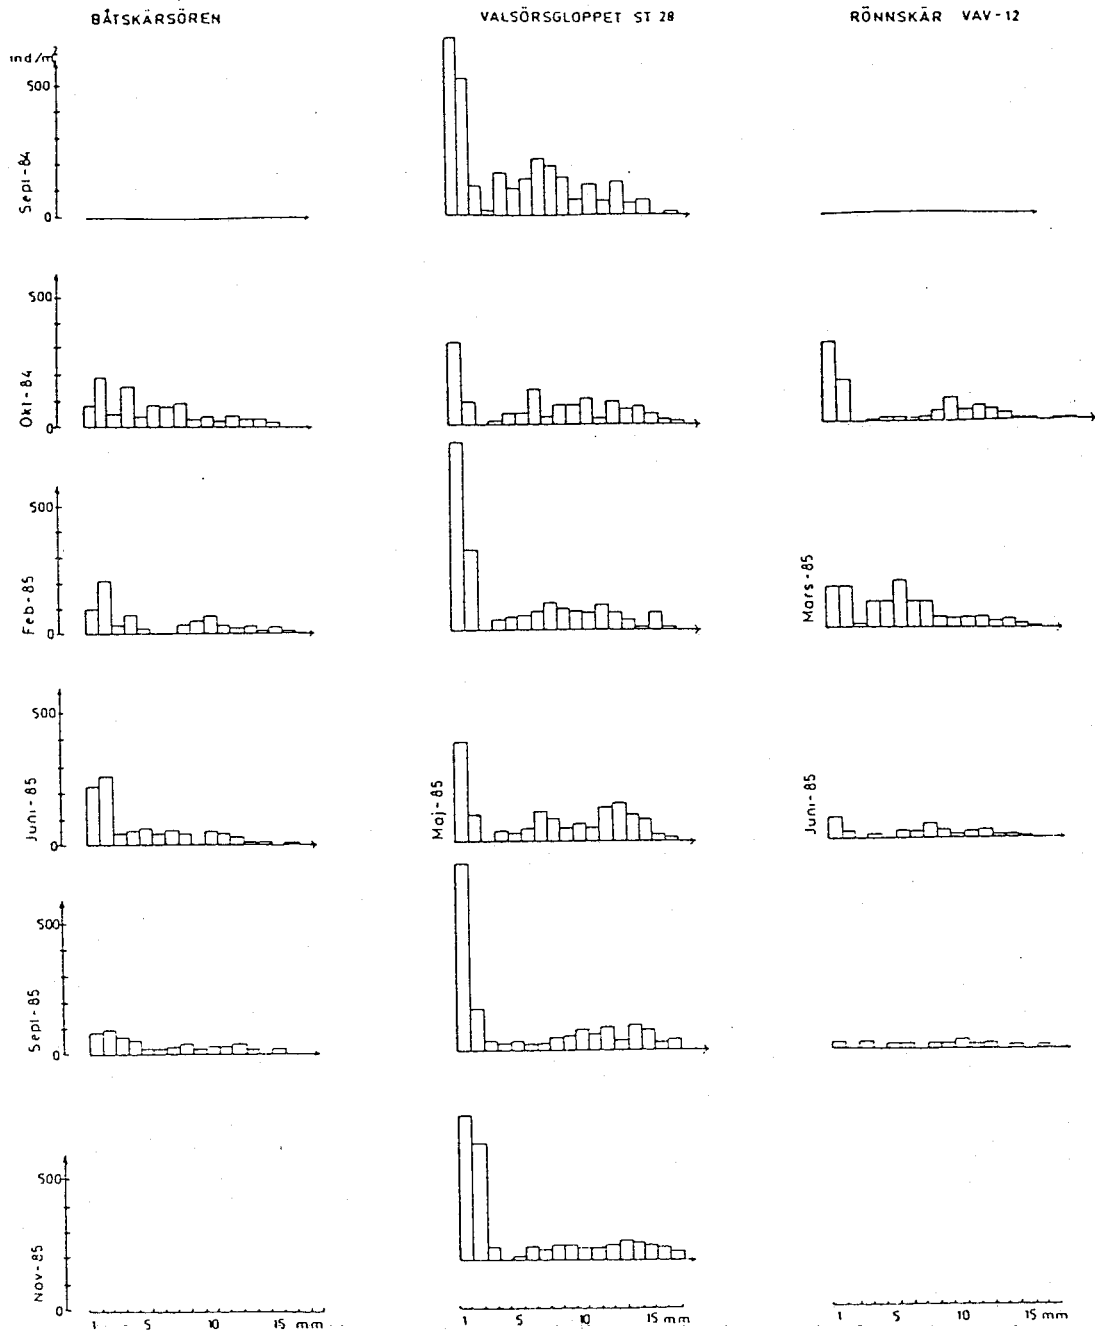 BÅTSKÄRSÖREN VALSÖRSGLOPPET ST 28 RÖNNSKÄR VAV-12
ind/m²
500
Sept-84
0
500
Okt-84
0
500
Feb-85
0
Mars-85
500
Juni-85
0
Maj-85
Juni-85
500
Sept-85
0
500
Nov-85
0
1 5 10 15 mm
1 5 10 15 mm
1 5 10 15 mm